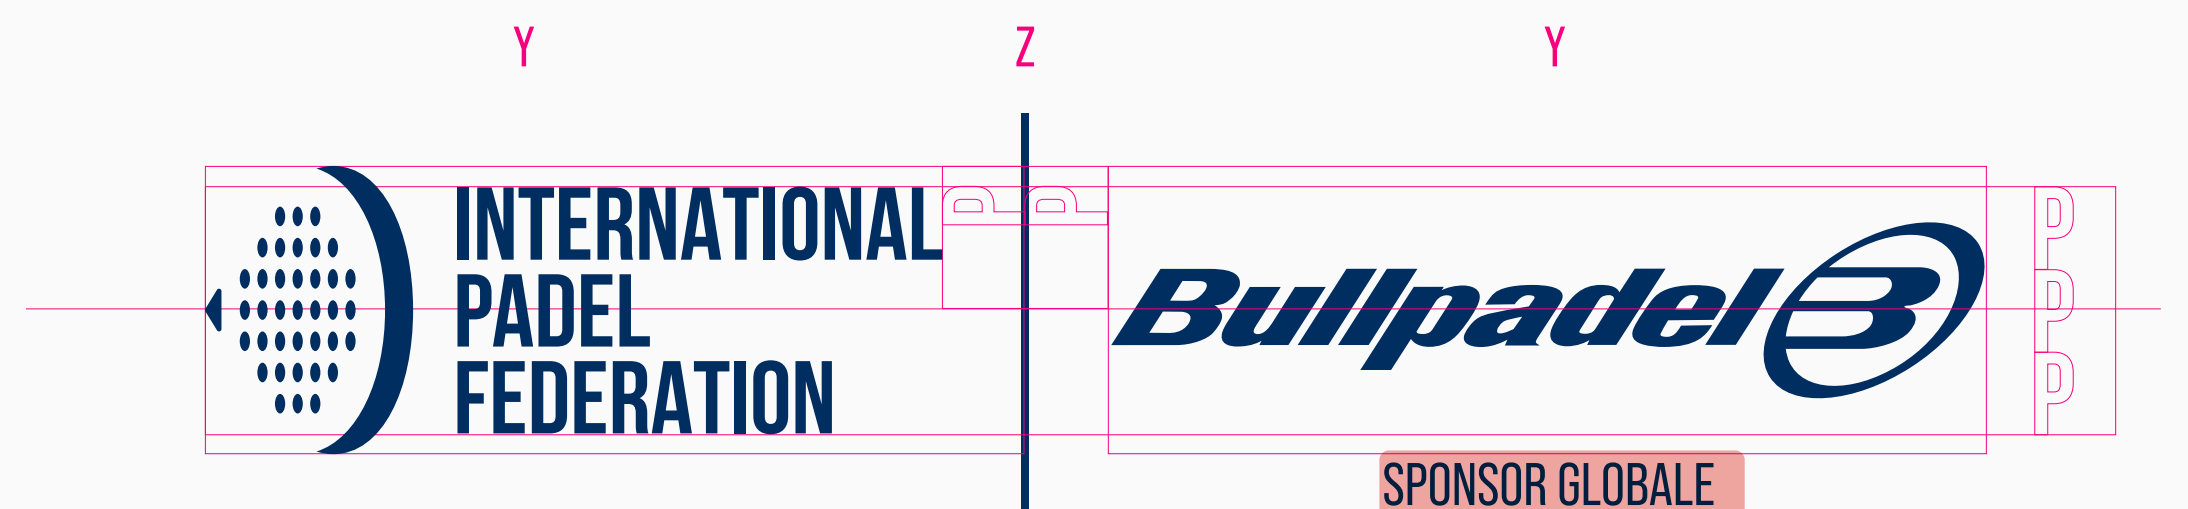 Y Z Y
INTERNATIONAL
PADEL
FEDERATION
P P
Bullpadel B
P
P
P
SPONSOR GLOBALE